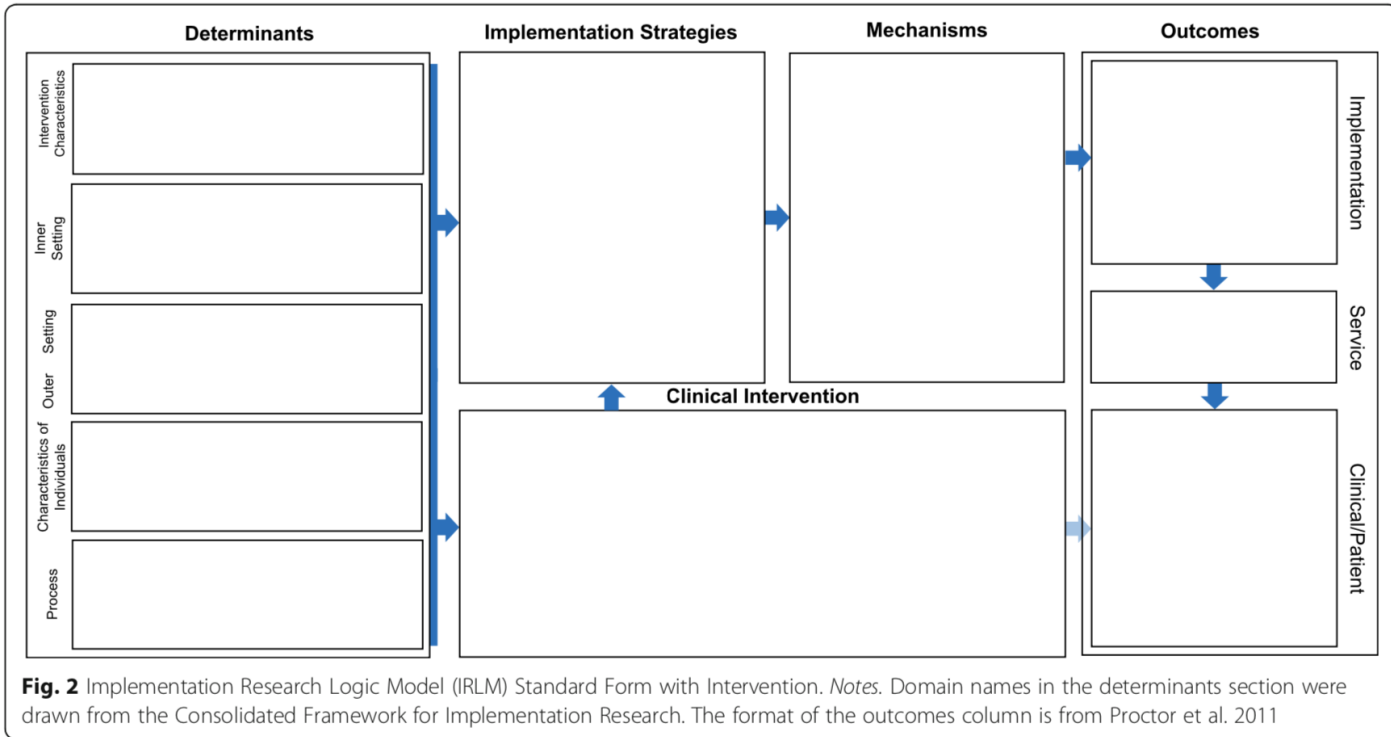 Determinants
Implementation Strategies
Mechanisms
Outcomes
Intervention
Characteristics
Inner
Setting
Outer Setting
Characteristics of
Individuals
Process
Clinical Intervention
Implementation
Service
Clinical/Patient
Fig. 2 Implementation Research Logic Model (IRLM) Standard Form with Intervention. Notes. Domain names in the determinants section were
drawn from the Consolidated Framework for Implementation Research. The format of the outcomes column is from Proctor et al. 2011